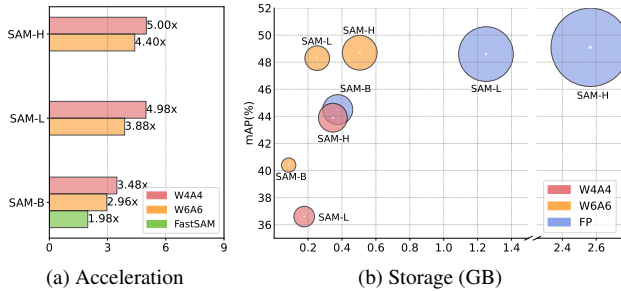 SAM-H
SAM-L
SAM-B
5.00x
4.40x
4.98x
3.88x
3.48x
2.96x
1.98x
W4A4
W6A6
FastSAM
0
3
6
9
(a) Acceleration
mAP(%)
52
50
48
46
44
42
40
38
36
SAM-L
SAM-H
SAM-B
SAM-H
SAM-L
SAM-H
SAM-B
SAM-L
W4A4
W6A6
FP
0.2 0.4 0.6 0.8 1.0 1.2 1.4 2.4 2.6
(b) Storage (GB)